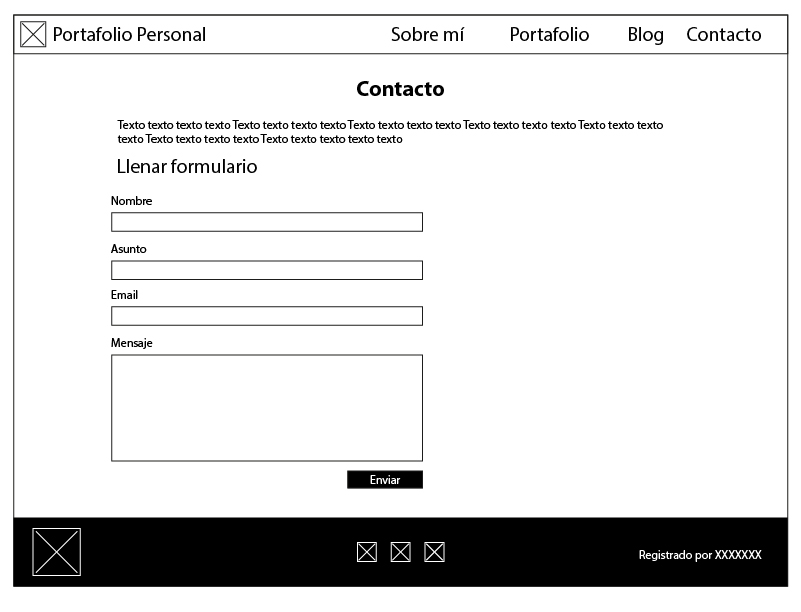 Portafolio Personal
Sobre mí
Portafolio
Blog
Contacto
Contacto
Texto texto texto texto Texto texto texto texto Texto texto texto texto Texto texto texto texto Texto texto texto
texto Texto texto texto texto Texto texto texto texto texto
Llenar formulario
Nombre
Asunto
Email
Mensaje
Enviar
Registrado por XXXXXXX